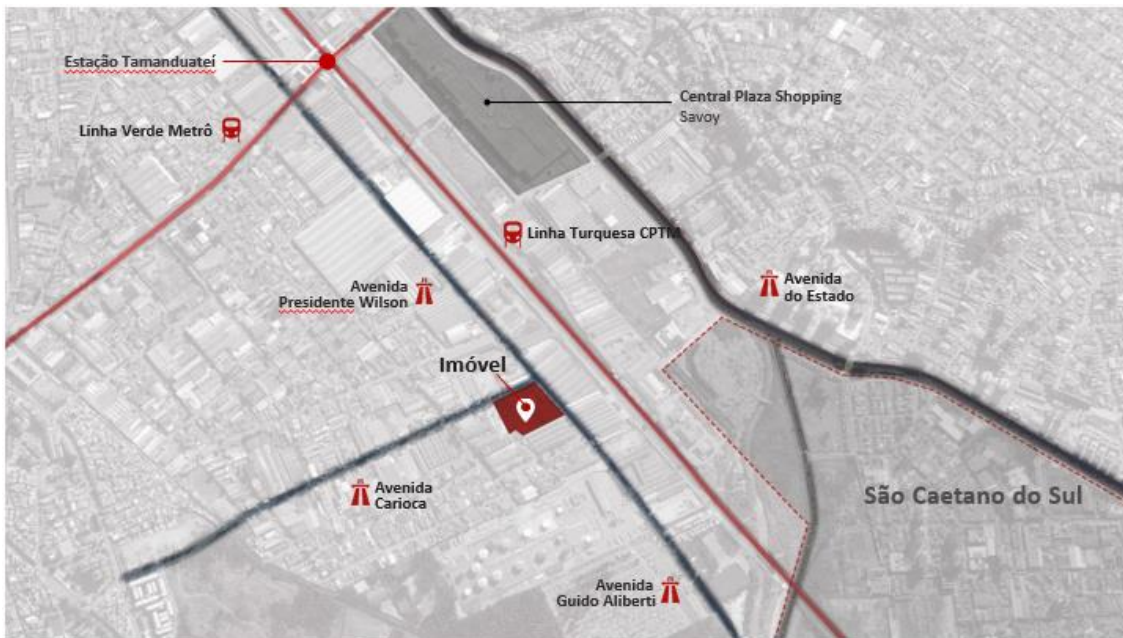 Estação Tamanduateí
Linha Verde Metrô
Central Plaza Shopping
Savoy
Linha Turquesa CPTM
Avenida
Presidente Wilson
Avenida
do Estado
Imóvel
Avenida
Carioca
São Caetano do Sul
Avenida
Guido Aliberti